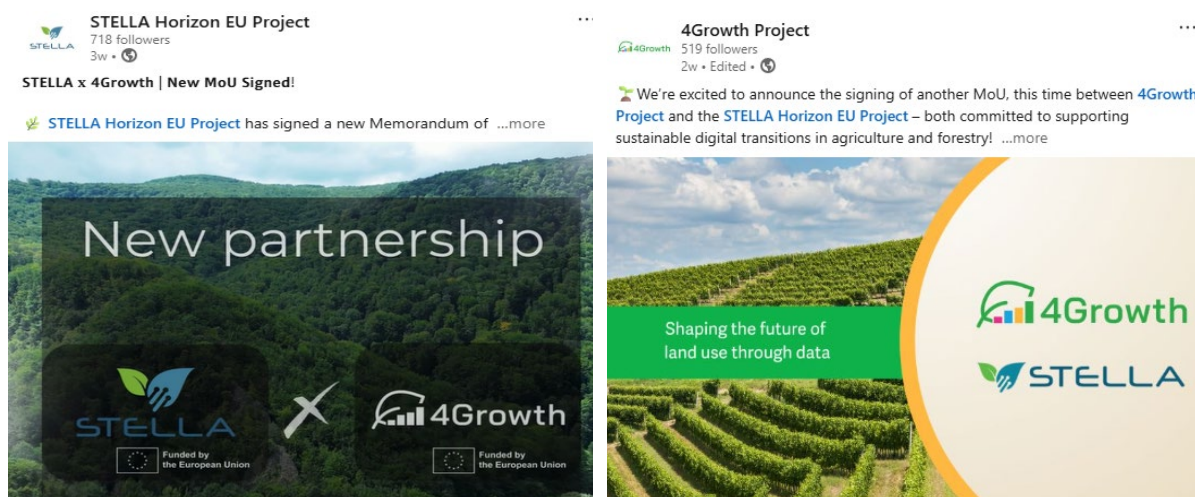 STELLA Horizon EU Project
718 followers
3w •
STELLA x 4Growth | New MoU Signed!
STELLA Horizon EU Project has signed a new Memorandum of ...more
New partnership
STELLA
4Growth
Funded by
the European Union
Funded by
the European Union
STELLA
4Growth Project
519 followers
2w • Edited •
We're excited to announce the signing of another MoU, this time between 4Growth
Project and the STELLA Horizon EU Project – both committed to supporting
sustainable digital transitions in agriculture and forestry! ...more
4Growth
Shaping the future of
land use through data
4Growth
STELLA